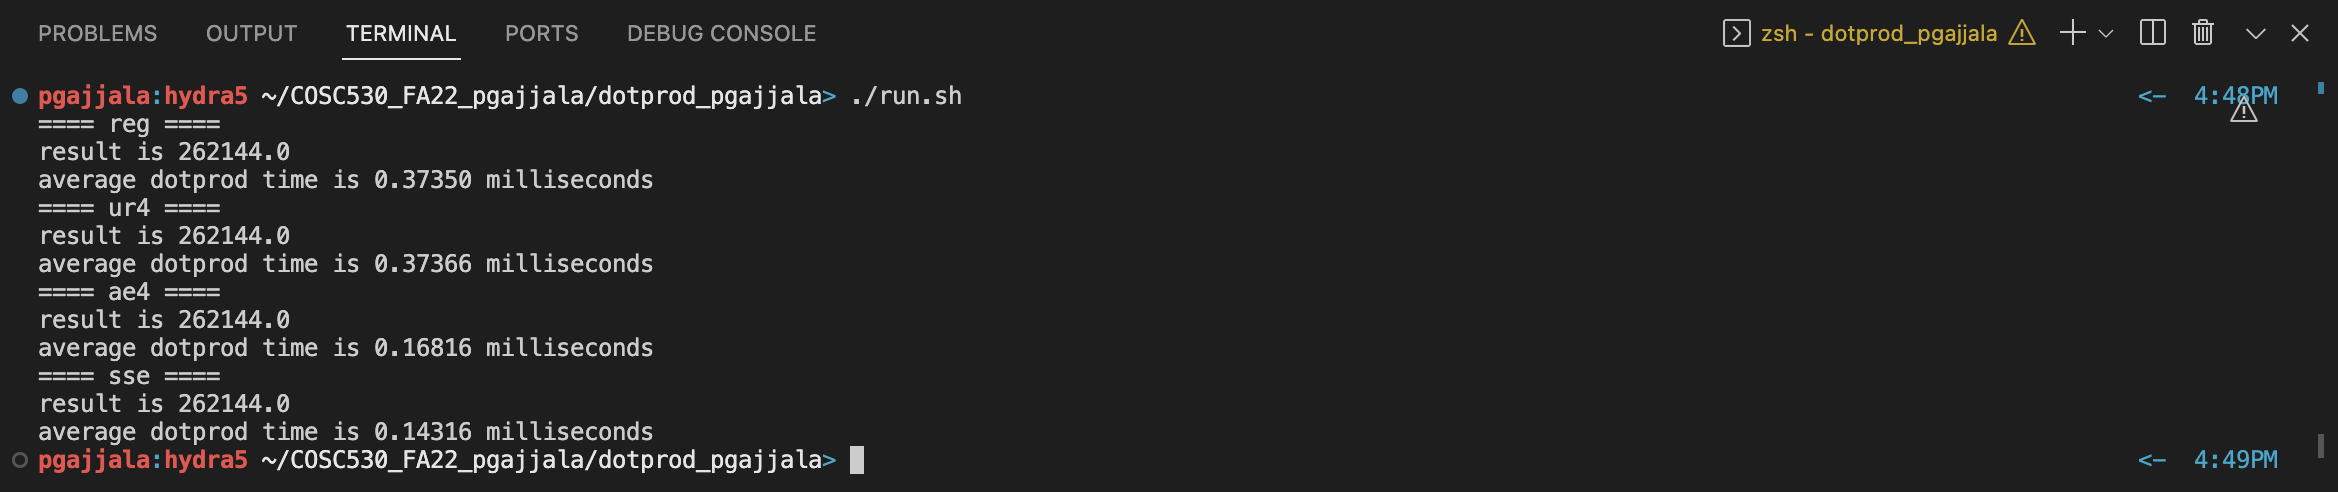 PROBLEMS OUTPUT TERMINAL PORTS DEBUG CONSOLE zsh - dotprod_pgajjala
pgajjala:hydra5 ~/COSC530_FA22_pgajjala/dotprod_pgajjala> ./run.sh <− 4:48PM
==== reg ====
result is 262144.0
average dotprod time is 0.37350 milliseconds
==== ur4 ====
result is 262144.0
average dotprod time is 0.37366 milliseconds
==== ae4 ====
result is 262144.0
average dotprod time is 0.16816 milliseconds
==== sse ====
result is 262144.0
average dotprod time is 0.14316 milliseconds
pgajjala:hydra5 ~/COSC530_FA22_pgajjala/dotprod_pgajjala> <− 4:49PM